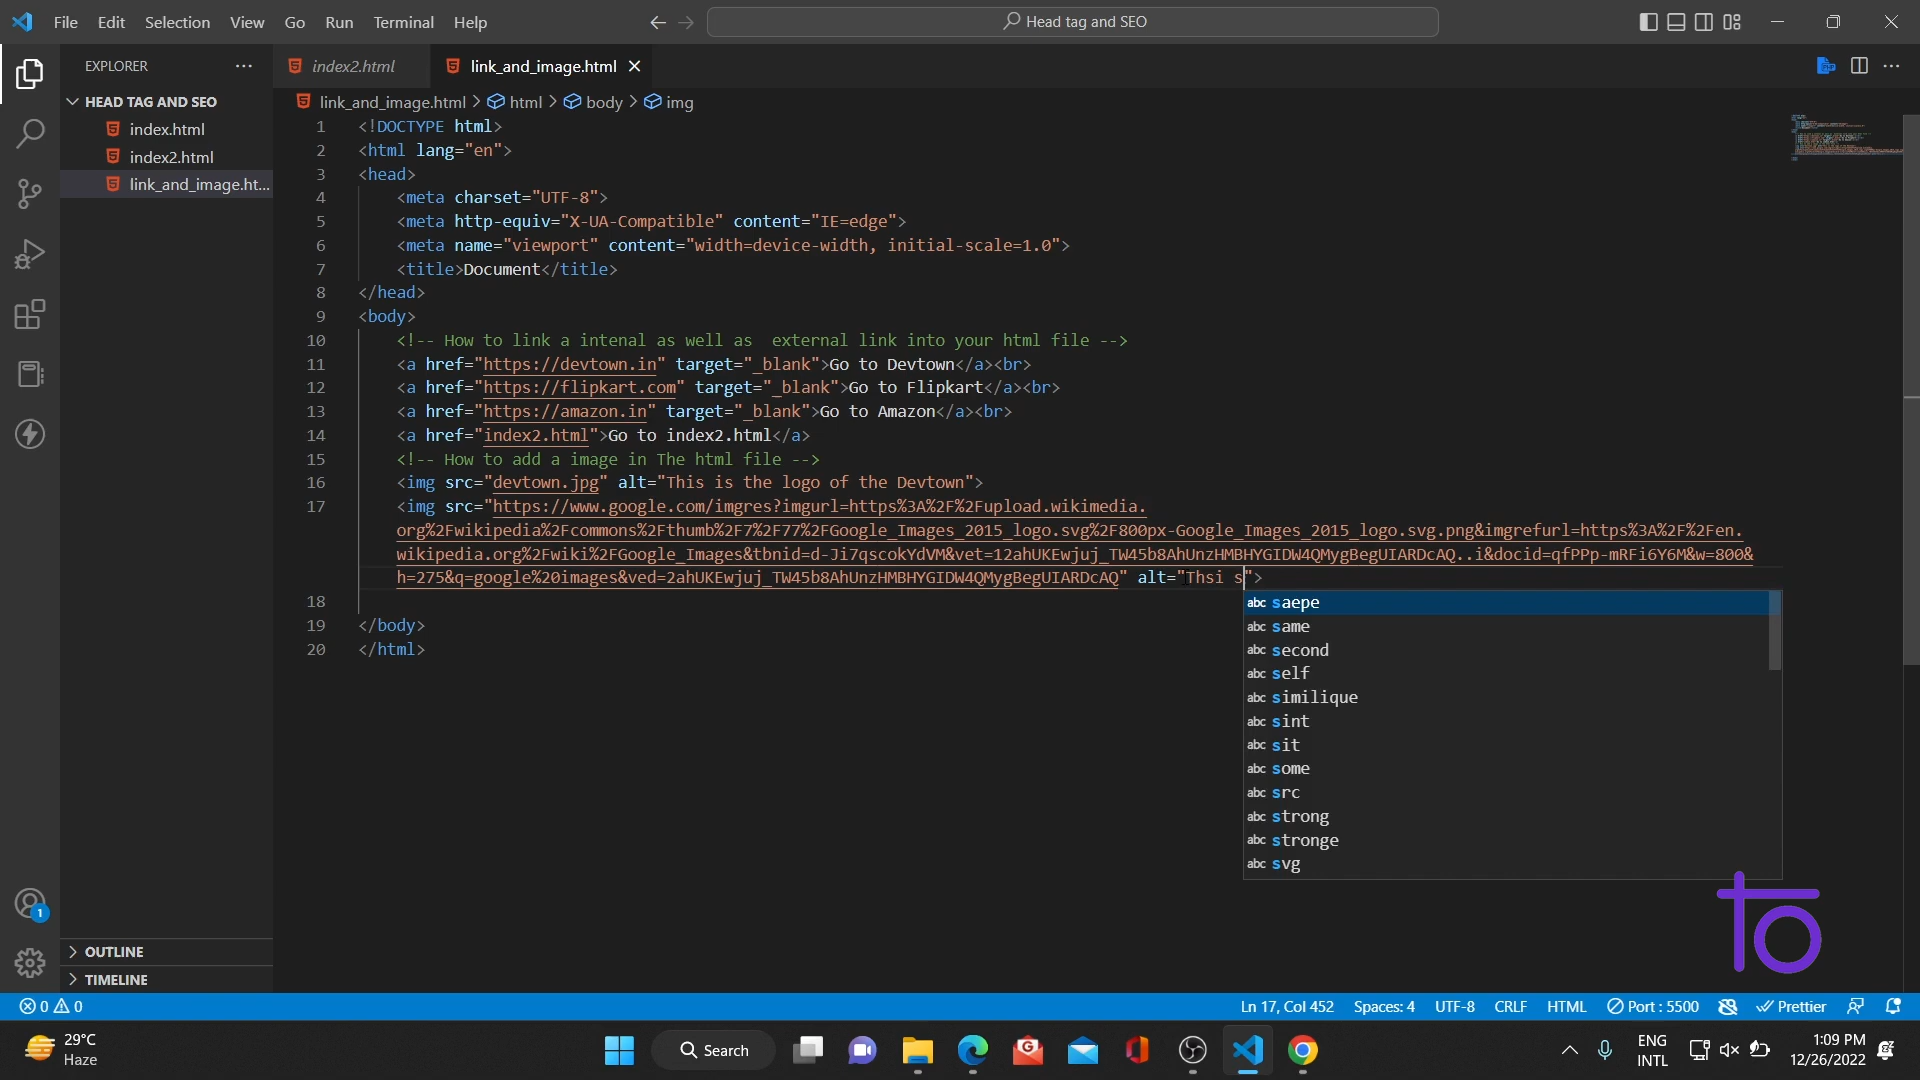 File Edit Selection View Go Run Terminal Help
Head tag and SEO
EXPLORER
HEAD TAG AND SEO
index.html
index2.html
link_and_image.ht...
OUTLINE
TIMELINE
index2.html link_and_image.html
link_and_image.html > html > body > img
1 <!DOCTYPE html>
2 <html lang="en">
3 <head>
4 <meta charset="UTF-8">
5 <meta http-equiv="X-UA-Compatible" content="IE=edge">
6 <meta name="viewport" content="width=device-width, initial-scale=1.0">
7 <title>Document</title>
8 </head>
9 <body>
10 <!-- How to link a intenal as well as  external link into your html file -->
11 <a href="https://devtown.in" target="_blank">Go to Devtown</a><br>
12 <a href="https://flipkart.com" target="_blank">Go to Flipkart</a><br>
13 <a href="https://amazon.in" target="_blank">Go to Amazon</a><br>
14 <a href="index2.html">Go to index2.html</a>
15 <!-- How to add a image in The html file -->
16 <img src="devtown.jpg" alt="This is the logo of the Devtown">
17 <img src="https://www.google.com/imgres?imgurl=https%3A%2F%2Fupload.wikimedia.
org%2Fwikipedia%2Fcommons%2Fthumb%2F7%2F77%2FGoogle_Images_2015_logo.svg%2F800px-Google_Images_2015_logo.svg.png&imgrefurl=https%3A%2F%2Fen.
wikipedia.org%2Fwiki%2FGoogle_Images&tbnid=d-Ji7qscokYdVM&vet=12ahUKEwjuj_TW45b8AhUnzHMBHYGIDW4QMygBegUIARDcAQ..i&docid=qfPPp-mRFi6Y6M&w=800&
h=275&q=google%20images&ved=2ahUKEwjuj_TW45b8AhUnzHMBHYGIDW4QMygBegUIARDcAQ" alt="Thsi s">
18
19 </body>
20 </html>
abc saepe
abc same
abc second
abc self
abc similique
abc sint
abc sit
abc some
abc src
abc strong
abc stronge
abc svg
1
0 0
Ln 17, Col 452 Spaces: 4 UTF-8 CRLF HTML Port : 5500 Prettier
29°C
Haze
Search
ENG
INTL
1:09 PM
12/26/2022